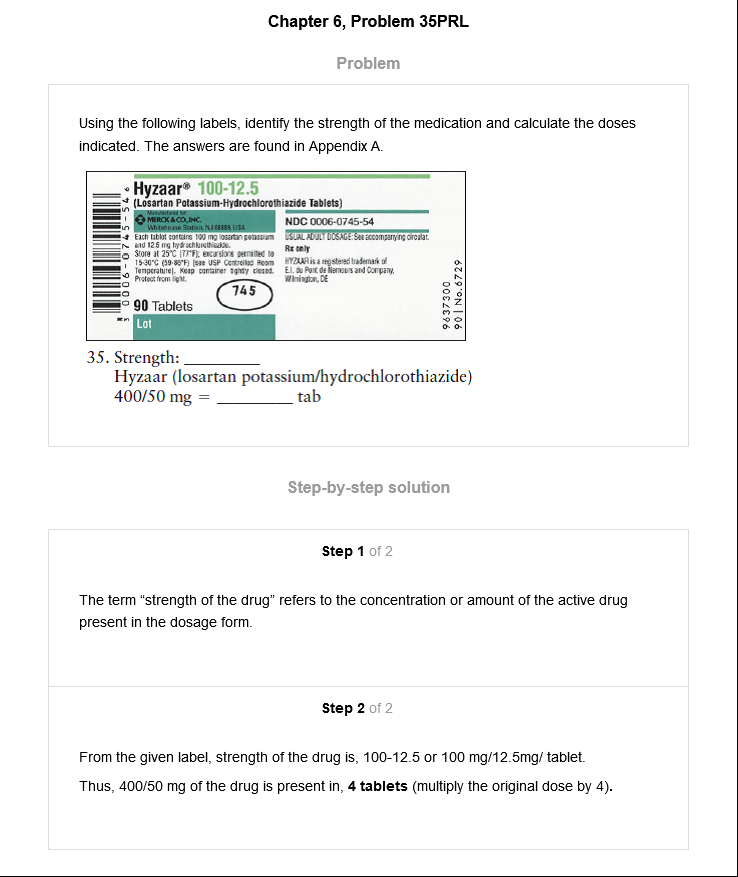 Chapter 6, Problem 35PRL
Problem
Using the following labels, identify the strength of the medication and calculate the doses
indicated. The answers are found in Appendix A.
Hyzaar® 100-12.5
(Losartan Potassium-Hydrochlorothiazide Tablets)
Manufactured for:
MERCK & CO., INC.
Whitehouse Station, NJ 08889, USA
Each tablet contains 100 mg losartan potassium
and 12.5 mg hydrochlorothiazide.
Store at 25°C (77°F); excursions permitted to
15-30°C (59-86°F) [see USP Controlled Room
Temperature]. Keep container tightly closed.
Protect from light.
745
90 Tablets
Lot
NDC 0006-0745-54
USUAL ADULT DOSAGE: See accompanying circular.
Rx only
HYZAAR is a registered trademark of
E.I. du Pont de Nemours and Company,
Wilmington, DE
9637300
90 | No. 6729
0006-0745-54
35. Strength:
Hyzaar (losartan potassium/hydrochlorothiazide)
400/50 mg = tab
Step-by-step solution
Step 1 of 2
The term “strength of the drug” refers to the concentration or amount of the active drug
present in the dosage form.
Step 2 of 2
From the given label, strength of the drug is, 100-12.5 or 100 mg/12.5mg/ tablet.
Thus, 400/50 mg of the drug is present in, 4 tablets (multiply the original dose by 4).